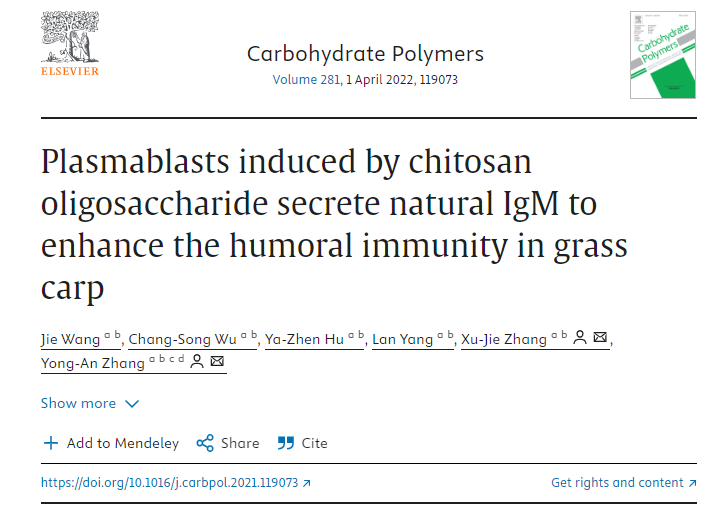 ELSEVIER
Carbohydrate Polymers
Volume 281, 1 April 2022, 119073
Carbohydrate
Polymers
Plasmablasts induced by chitosan
oligosaccharide secrete natural IgM to
enhance the humoral immunity in grass
carp
Jie Wang a b, Chang-Song Wu a b, Ya-Zhen Hu a b, Lan Yang a b, Xu-Jie Zhang a b,
Yong-An Zhang a b c d
Show more
Add to Mendeley Share Cite
https://doi.org/10.1016/j.carbpol.2021.119073 Get rights and content